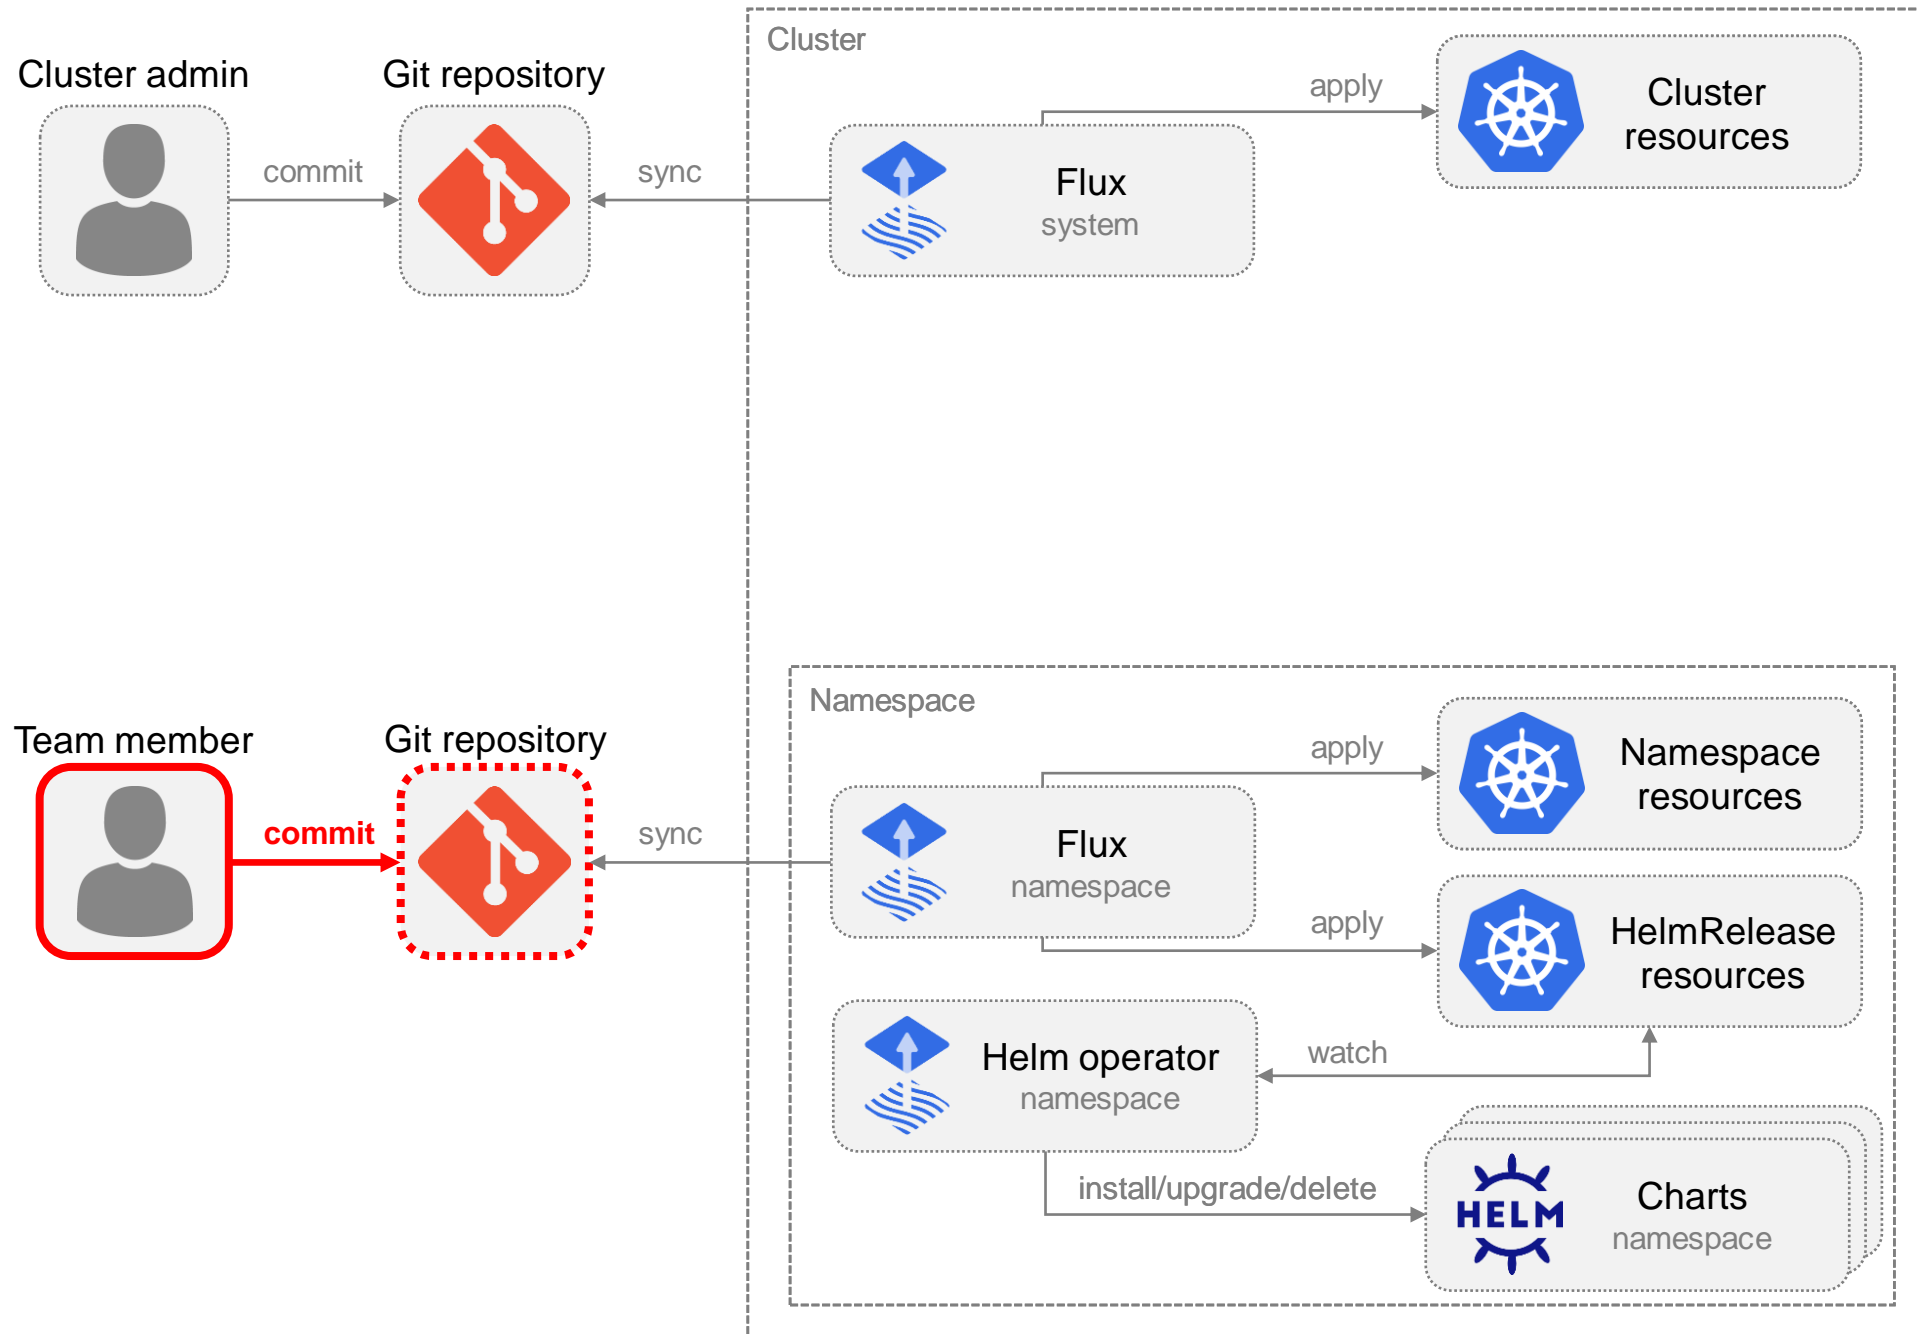 Cluster
Cluster admin
Git repository
commit
sync
Flux
system
apply
Cluster
resources
Namespace
Team member
Git repository
commit
sync
Flux
namespace
apply
Namespace
resources
apply
HelmRelease
resources
Helm operator
namespace
watch
install/upgrade/delete
HELM
Charts
namespace